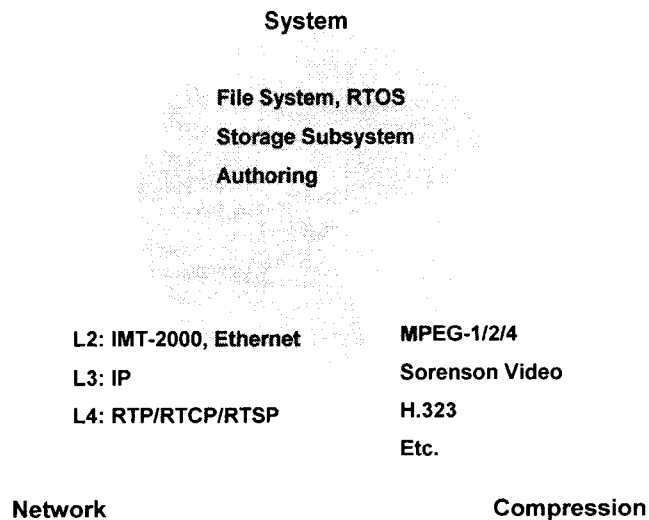 System
File System, RTOS
Storage Subsystem
Authoring
L2: IMT-2000, Ethernet
L3: IP
L4: RTP/RTCP/RTSP
MPEG-1/2/4
Sorenson Video
H.323
Etc.
Network
Compression